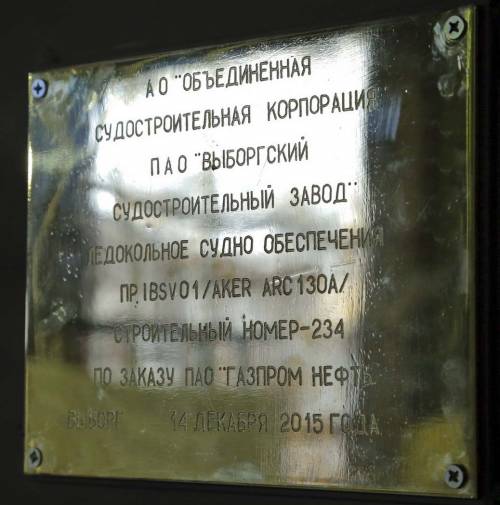 АО "ОБЪЕДИНЕННАЯ
СУДОСТРОИТЕЛЬНАЯ КОРПОРАЦИЯ"
ПАО "ВЫБОРГСКИЙ
СУДОСТРОИТЕЛЬНЫЙ ЗАВОД"
ЛЕДОКОЛЬНОЕ СУДНО ОБЕСПЕЧЕНИЯ
ПР. IBSV01/AKER ARC130A/
СТРОИТЕЛЬНЫЙ НОМЕР-234
ПО ЗАКАЗУ ПАО "ГАЗПРОМ НЕФТЬ"
ВЫБОРГ 14 ДЕКАБРЯ 2015 ГОДА